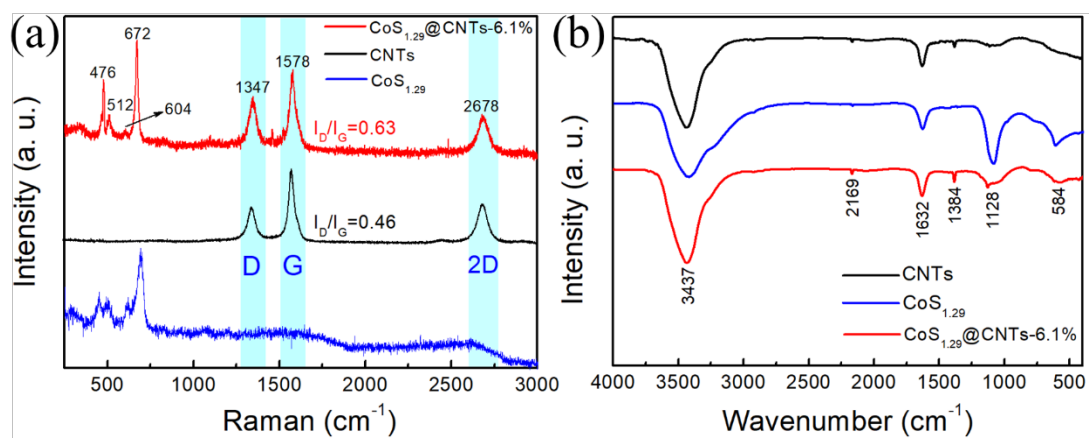 (a)
CoS1.29@CNTs-6.1%
CNTs
CoS1.29
672
476
512
604
1347
1578
2678
ID/IG=0.63
ID/IG=0.46
D
G
2D
Intensity (a. u.)
500 1000 1500 2000 2500 3000
Raman (cm-1)
(b)
Intensity (a. u.)
3437
2169
1632
1384
1128
584
CNTs
CoS1.29
CoS1.29@CNTs-6.1%
4000 3500 3000 2500 2000 1500 1000 500
Wavenumber (cm-1)